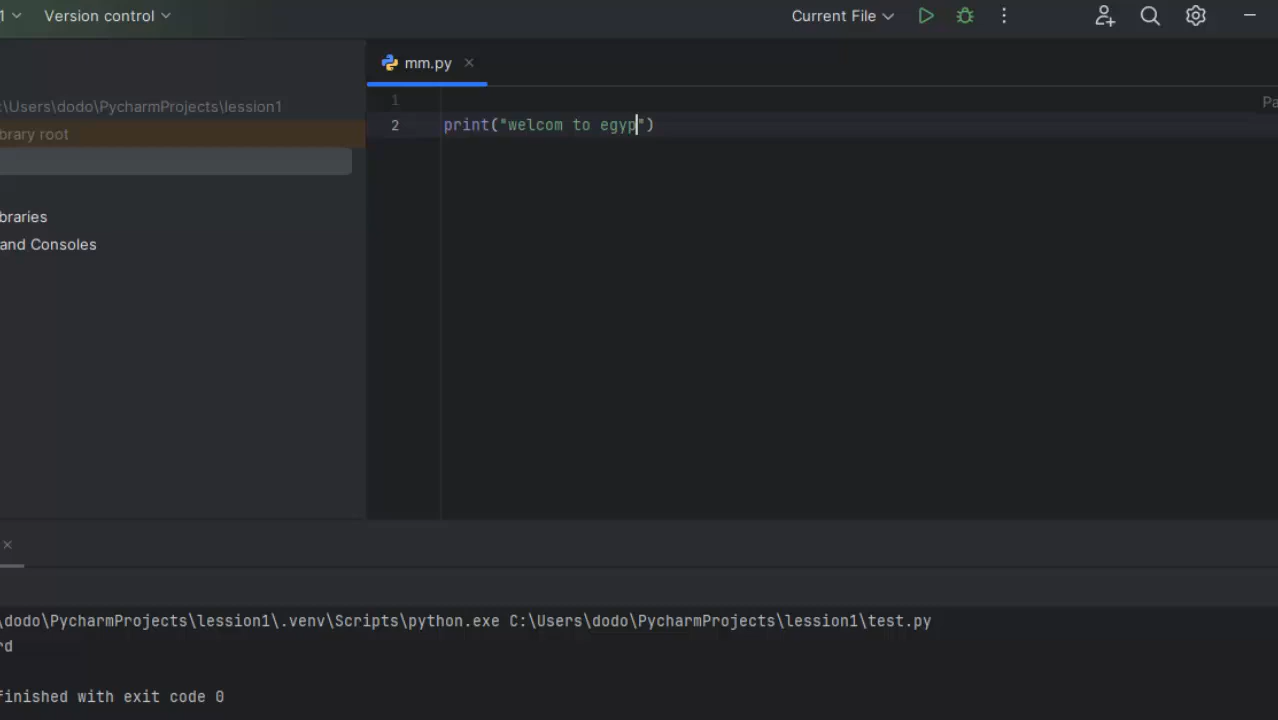 1
Version control
Current File
:\Users\dodo\PycharmProjects\lession1
brary root
braries
and Consoles
mm.py
1
2 print("welcom to egyp")
Pa
\dodo\PycharmProjects\lession1\.venv\Scripts\python.exe C:\Users\dodo\PycharmProjects\lession1\test.py
rd
finished with exit code 0